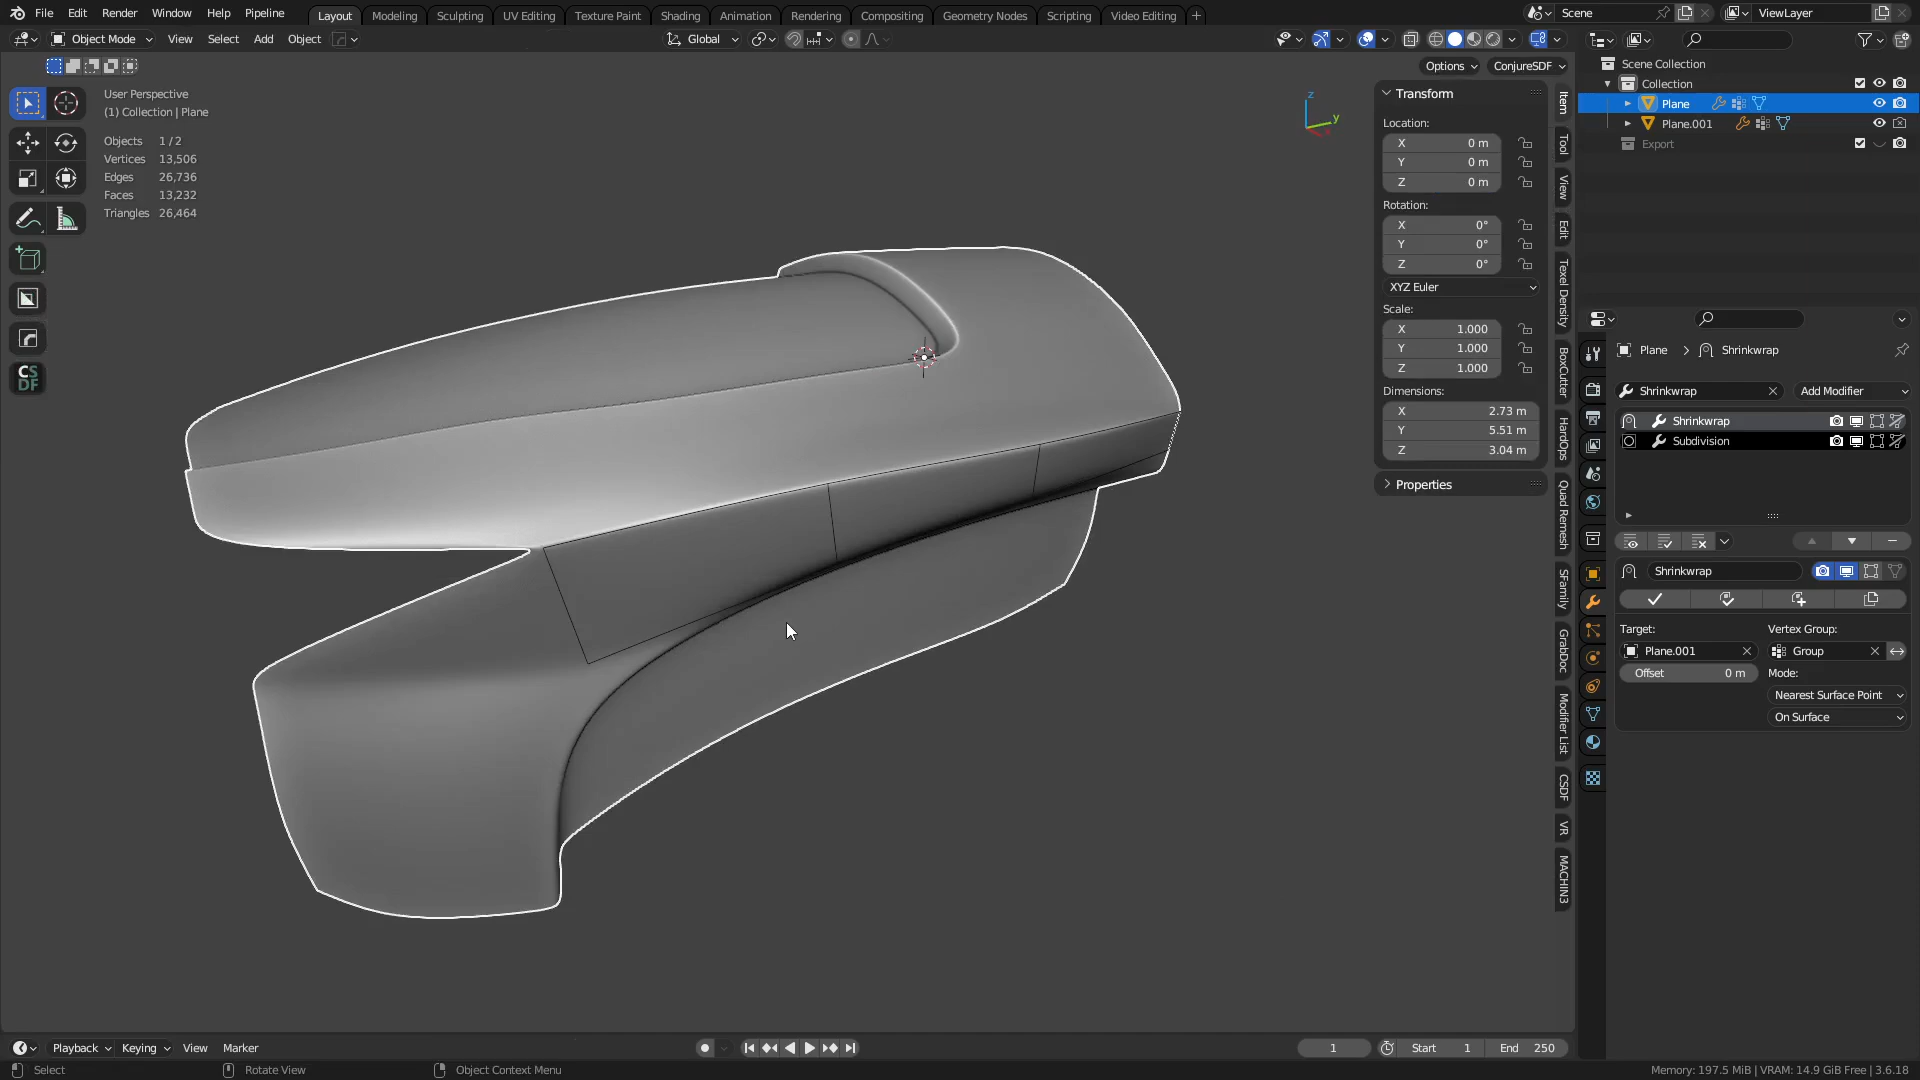 File Edit Render Window Help Pipeline Layout Modeling Sculpting UV Editing Texture Paint Shading Animation Rendering Compositing Geometry Nodes Scripting Video Editing + Scene ViewLayer
Object Mode View Select Add Object Global
Options ConjureSDF
User Perspective
(1) Collection | Plane
Objects 1 / 2
Vertices 13,506
Edges 26,736
Faces 13,232
Triangles 26,464
CS
DF
Z
Y
Transform
Location:
X 0 m
Y 0 m
Z 0 m
Rotation:
X 0°
Y 0°
Z 0°
XYZ Euler
Scale:
X 1.000
Y 1.000
Z 1.000
Dimensions:
X 2.73 m
Y 5.51 m
Z 3.04 m
Properties
Item
Tool
View
Edit
Texel Density
BoxCutter
HardOps
Quad Remesh
SFamily
GrabDoc
Modifier List
CSDF
VR
MACHIN3
Scene Collection
Collection
Plane
Plane.001
Export
Plane > Shrinkwrap
Shrinkwrap Add Modifier
Shrinkwrap
Subdivision
Shrinkwrap
Target: Vertex Group:
Plane.001 Group
Offset 0 m Mode:
Nearest Surface Point
On Surface
Playback Keying View Marker 1 Start 1 End 250
Select Rotate View Object Context Menu Memory: 197.5 MiB | VRAM: 14.9 GiB Free | 3.6.18